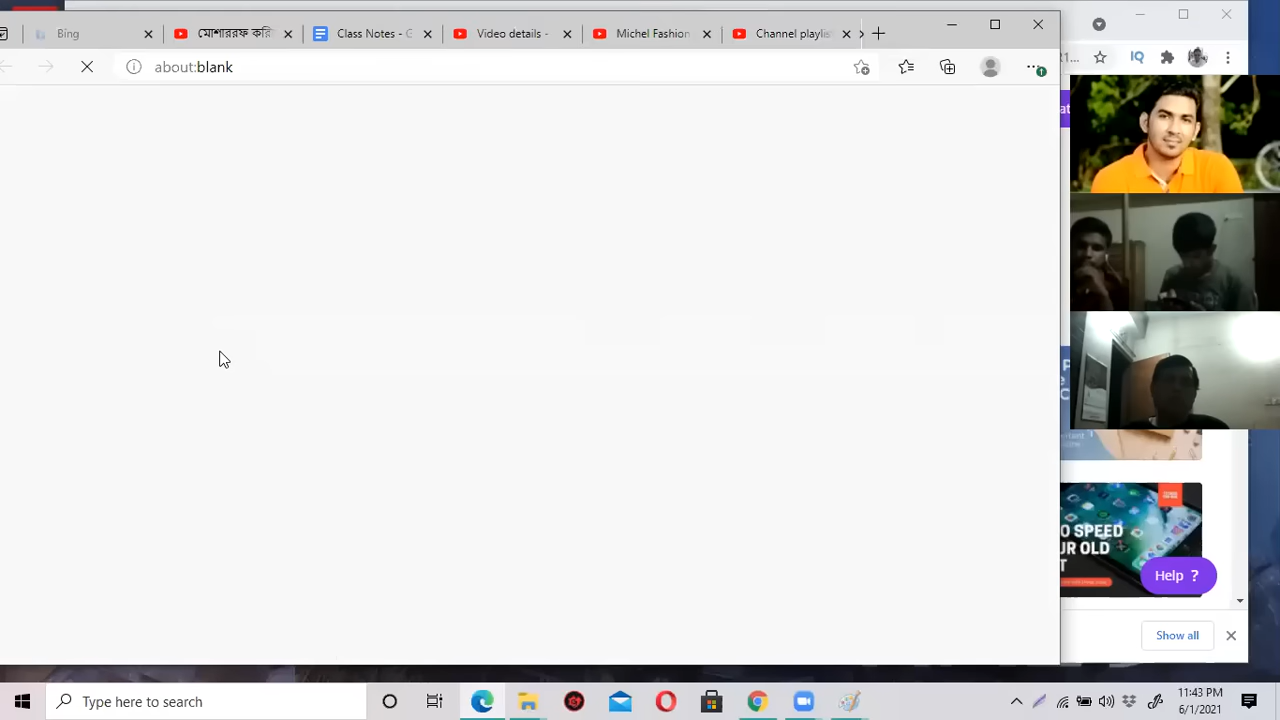 Bing
মোশাররফ করি
Class Notes - G
Video details -
Michel Fashion
Channel playlis
about:blank
IQ
O SPEED
UR OLD
T
Help ?
Show all
Type here to search
11:43 PM
6/1/2021